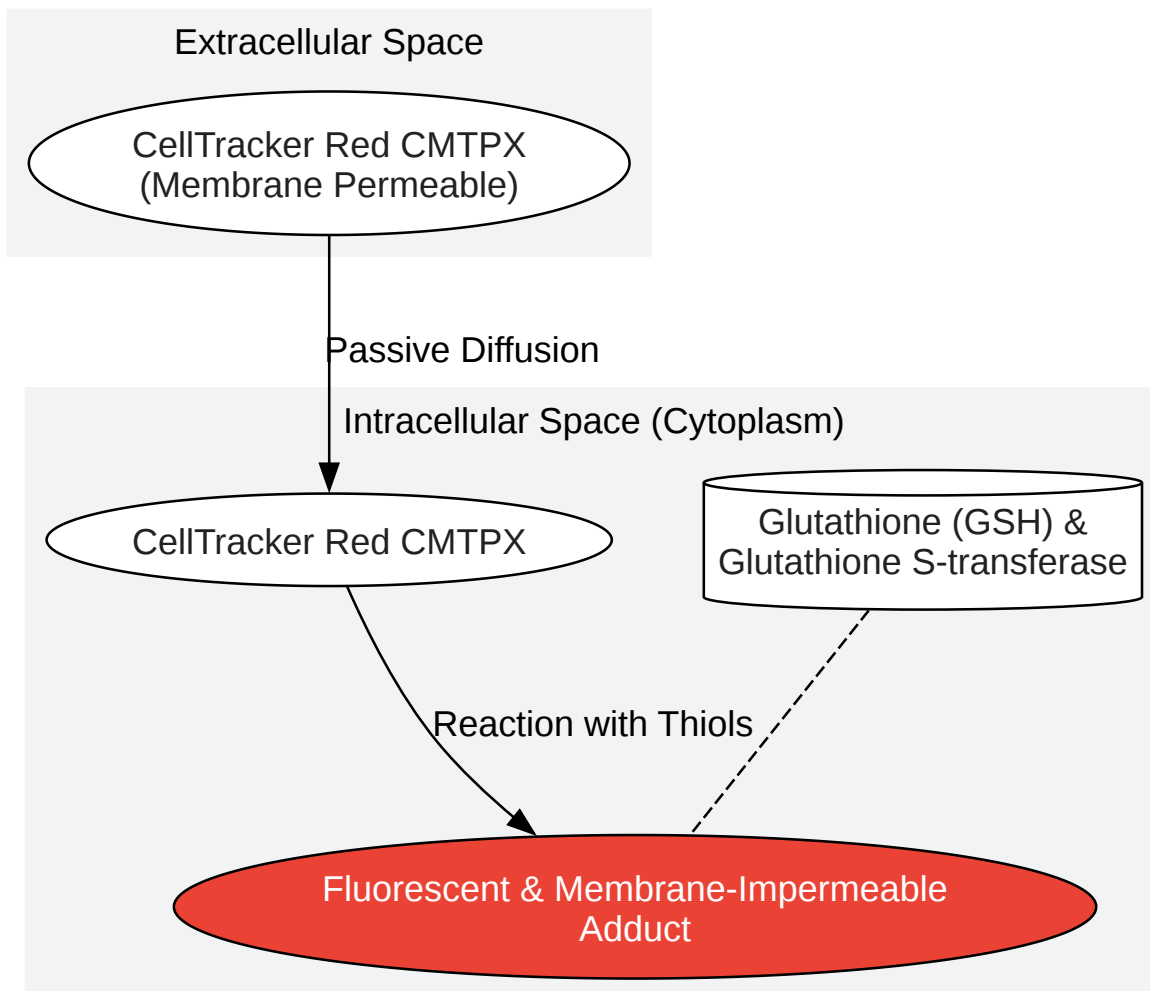 Extracellular Space
CellTracker Red CMTPX
(Membrane Permeable)
Passive Diffusion
Intracellular Space (Cytoplasm)
CellTracker Red CMTPX
Glutathione (GSH) &
Glutathione S-transferase
Reaction with Thiols
Fluorescent & Membrane-Impermeable
Adduct